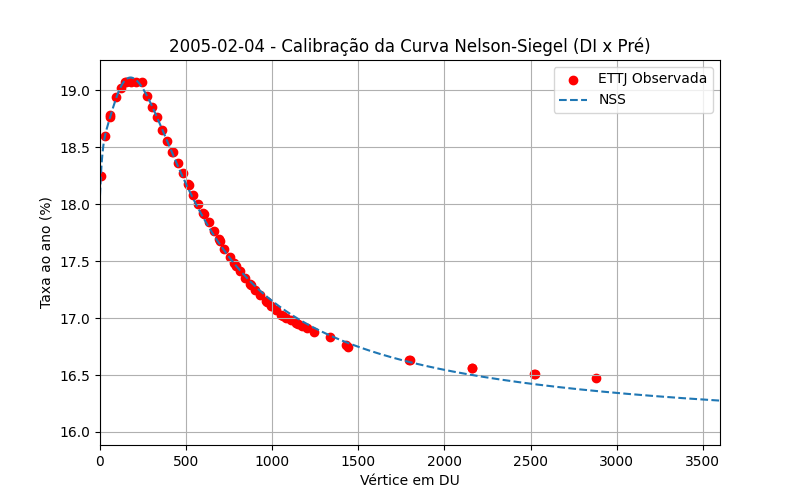 2005-02-04 - Calibração da Curva Nelson-Siegel (DI x Pré)
ETTJ Observada
NSS
Taxa ao ano (%)
19.0
18.5
18.0
17.5
17.0
16.5
16.0
0 500 1000 1500 2000 2500 3000 3500
Vértice em DU